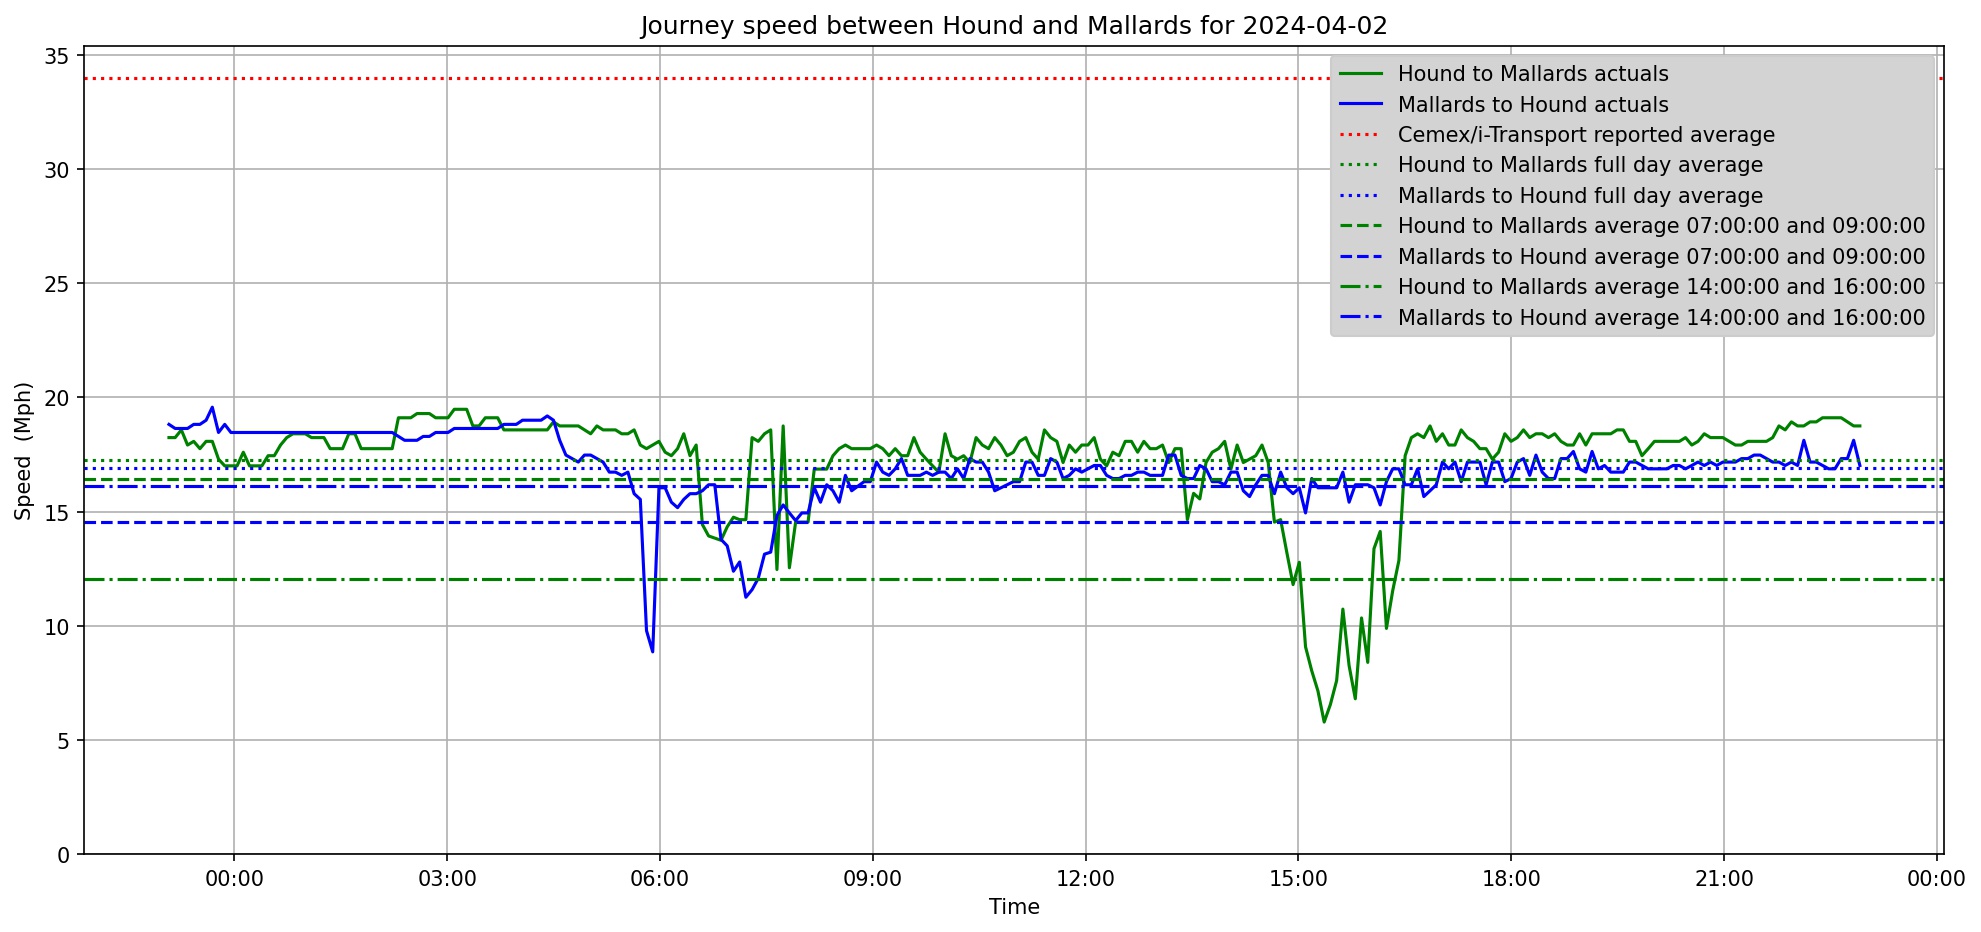 Journey speed between Hound and Mallards for 2024-04-02
35
30
25
20
15
10
5
0
Speed (Mph)
Hound to Mallards actuals
Mallards to Hound actuals
Cemex/i-Transport reported average
Hound to Mallards full day average
Mallards to Hound full day average
Hound to Mallards average 07:00:00 and 09:00:00
Mallards to Hound average 07:00:00 and 09:00:00
Hound to Mallards average 14:00:00 and 16:00:00
Mallards to Hound average 14:00:00 and 16:00:00
00:00 03:00 06:00 09:00 12:00 15:00 18:00 21:00 00:00
Time